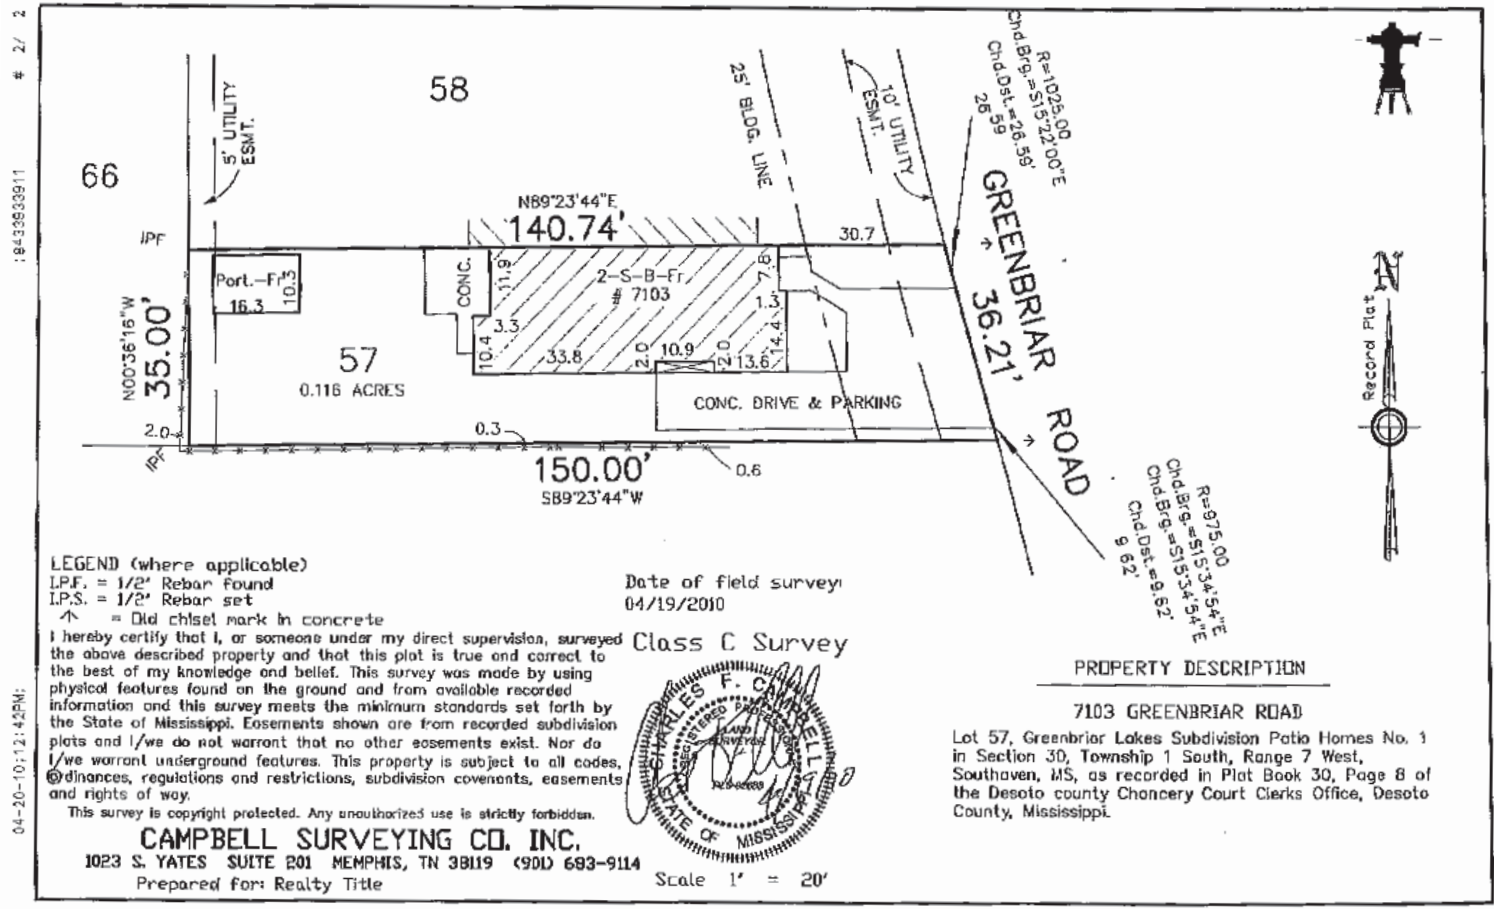 # 2/ 2
:8433933911
04-20-10;12:42PM;
58
66
5' UTILITY
ESMT.
25' BLDG. LINE
10' UTILITY
ESMT.
R=1025.00
Chd.Brg.=S15°22'00"E
Chd.Dst.=26.59'
26 59
GREENBRIAR
36.21'
ROAD
N89°23'44"E
140.74'
30.7
IPF
Port.-Fr
16.3
10.3
CONC.
11.9
2-S-B-Fr
# 7103
7.8
1.3
14.4
3.3
10.4
33.8
2.0
10.9
2.0
13.6
N00°36'16"W
35.00'
57
0.116 ACRES
CONC. DRIVE & PARKING
2.0
IPF
0.3
150.00'
S89°23'44"W
0.6
Record Plat
N
R=975.00
Chd.Brg.=S15°34'54"E
Chd.Brg.=S15°34'54"E
Chd.Dst.=9.62'
9 62'
LEGEND (where applicable)
I.P.F. = 1/2' Rebar found
I.P.S. = 1/2' Rebar set
= Old chisel mark in concrete
I hereby certify that I, or someone under my direct supervision, surveyed
the above described property and that this plat is true and correct to
the best of my knowledge and belief. This survey was made by using
physical features found on the ground and from available recorded
information and this survey meets the minimum standards set forth by
the State of Mississippi. Easements shown are from recorded subdivision
plats and I/we do not warrant that no other easements exist. Nor do
I/we warrant underground features. This property is subject to all codes,
Ordinances, regulations and restrictions, subdivision covenants, easements
and rights of way.
This survey is copyright protected. Any unauthorized use is strictly forbidden.
CAMPBELL SURVEYING CO. INC.
1023 S. YATES SUITE 201 MEMPHIS, TN 38119 (901) 683-9114
Prepared for: Realty Title
Date of field survey:
04/19/2010
Class C Survey
CHARLES F. CAMPBELL
REGISTERED PROFESSIONAL
LAND
SURVEYOR
STATE OF MISSISSIPPI
Scale 1' = 20'
PROPERTY DESCRIPTION
7103 GREENBRIAR ROAD
Lot 57, Greenbriar Lakes Subdivision Patio Homes No. 1
in Section 30, Township 1 South, Range 7 West,
Southaven, MS, as recorded in Plat Book 30, Page 8 of
the Desoto county Chancery Court Clerks Office, Desoto
County, Mississippi.